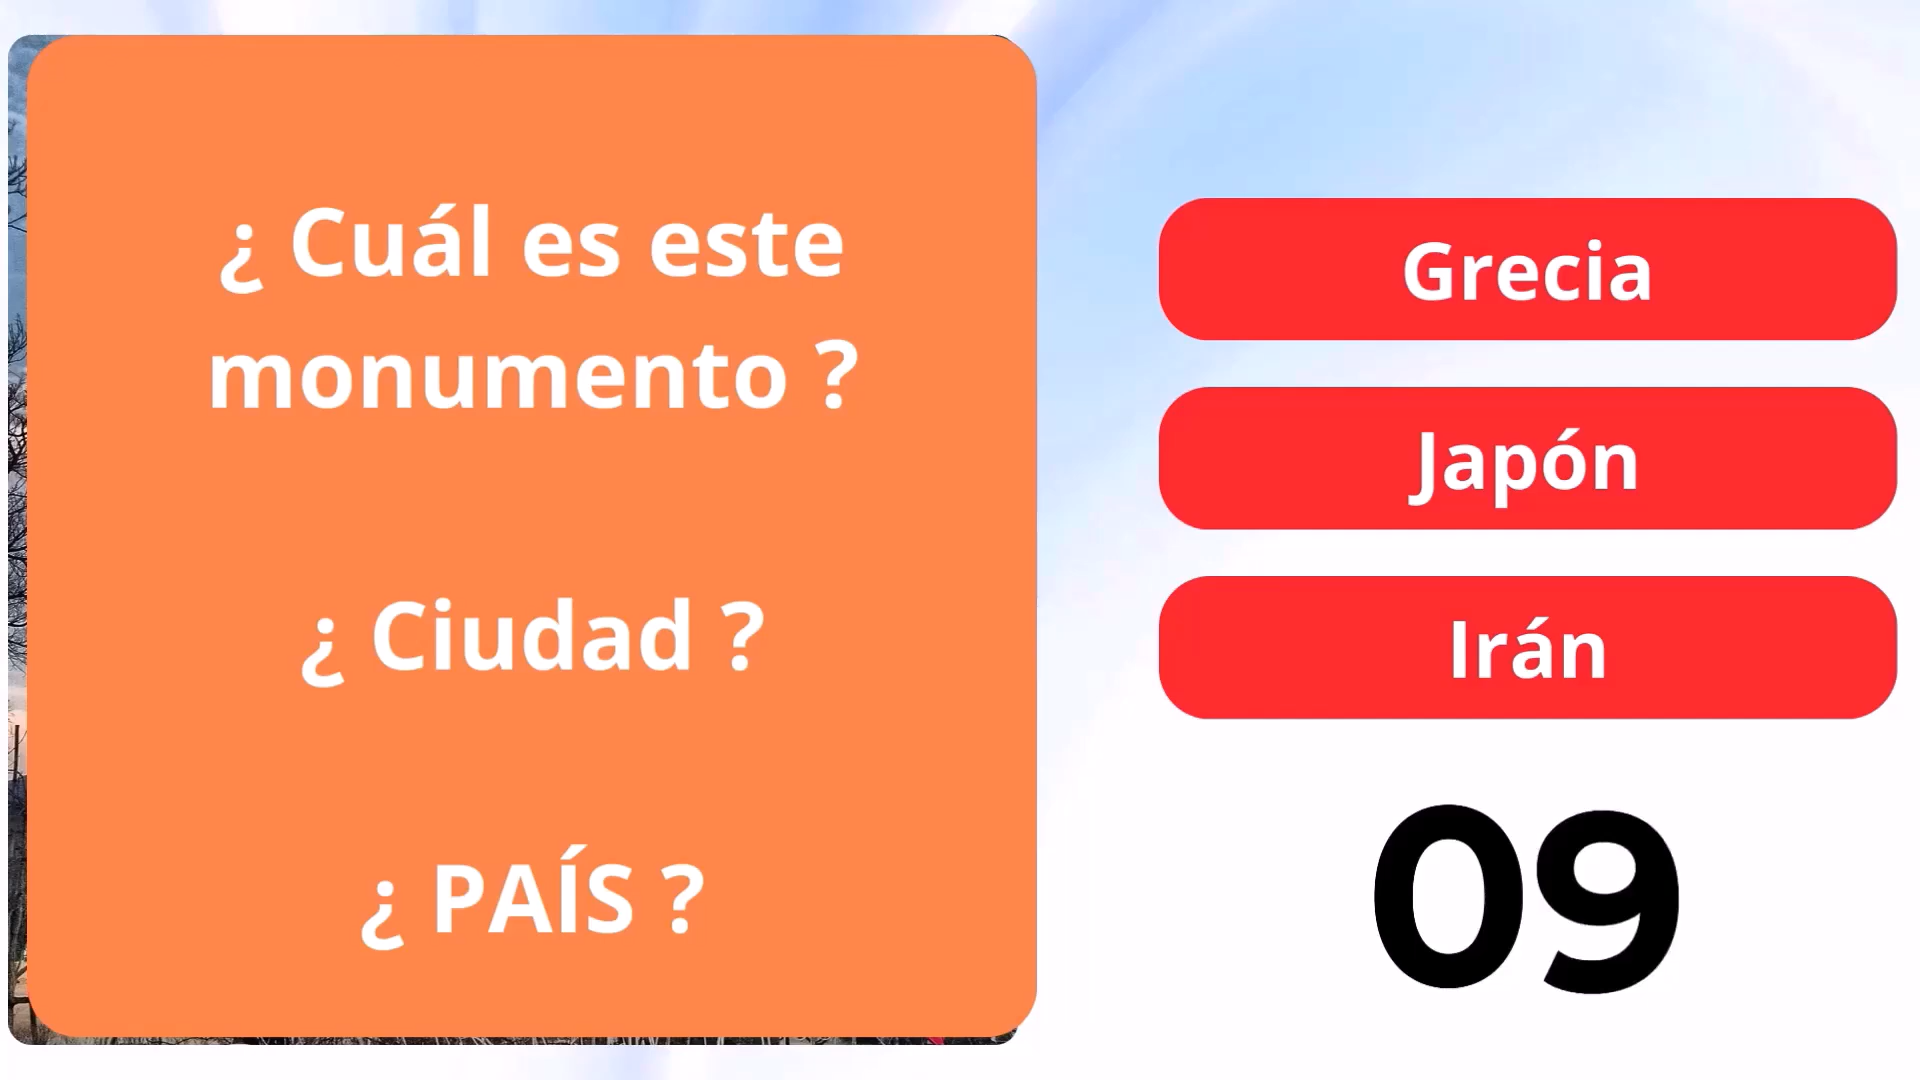 ¿ Cuál es este
monumento ?
¿ Ciudad ?
¿ PAÍS ?
Grecia
Japón
Irán
09